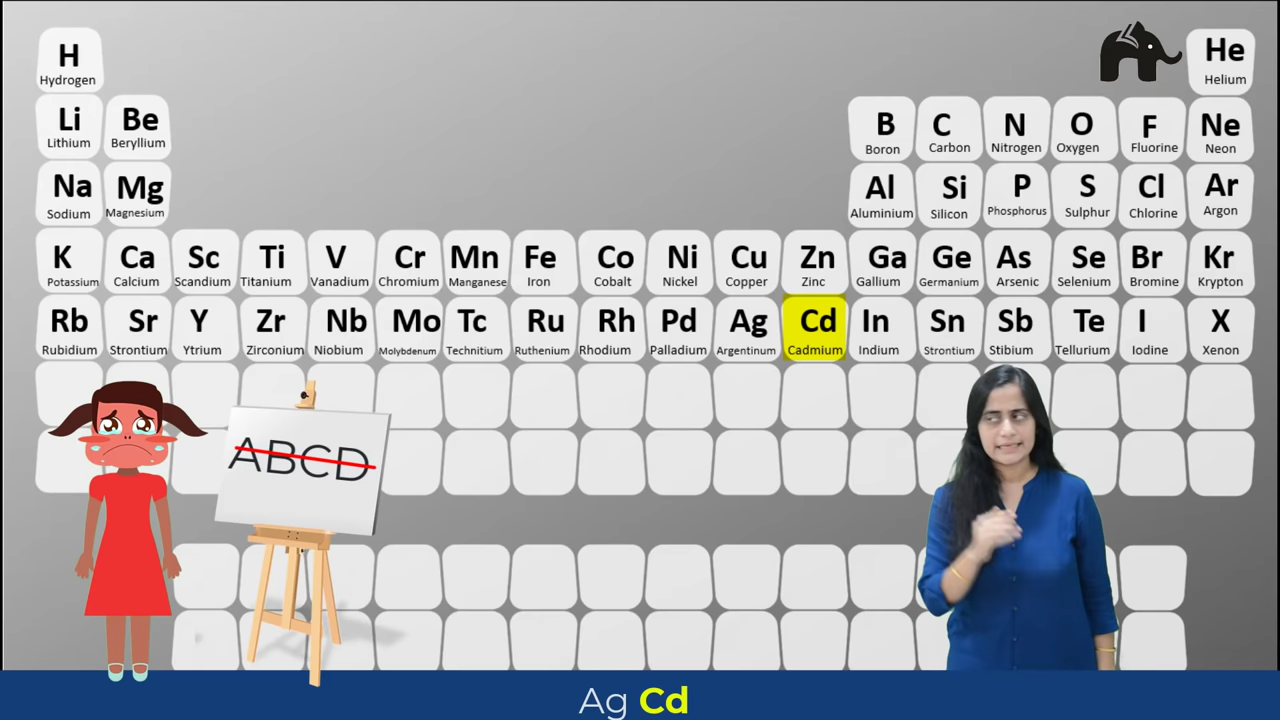 H
Hydrogen
He
Helium
Li
Lithium
Be
Beryllium
B
Boron
C
Carbon
N
Nitrogen
O
Oxygen
F
Fluorine
Ne
Neon
Na
Sodium
Mg
Magnesium
Al
Aluminium
Si
Silicon
P
Phosphorus
S
Sulphur
Cl
Chlorine
Ar
Argon
K
Potassium
Ca
Calcium
Sc
Scandium
Ti
Titanium
V
Vanadium
Cr
Chromium
Mn
Manganese
Fe
Iron
Co
Cobalt
Ni
Nickel
Cu
Copper
Zn
Zinc
Ga
Gallium
Ge
Germanium
As
Arsenic
Se
Selenium
Br
Bromine
Kr
Krypton
Rb
Rubidium
Sr
Strontium
Y
Ytrium
Zr
Zirconium
Nb
Niobium
Mo
Molybdenum
Tc
Technitium
Ru
Ruthenium
Rh
Rhodium
Pd
Palladium
Ag
Argentinum
Cd
Cadmium
In
Indium
Sn
Strontium
Sb
Stibium
Te
Tellurium
I
Iodine
X
Xenon
ABCD
Ag Cd